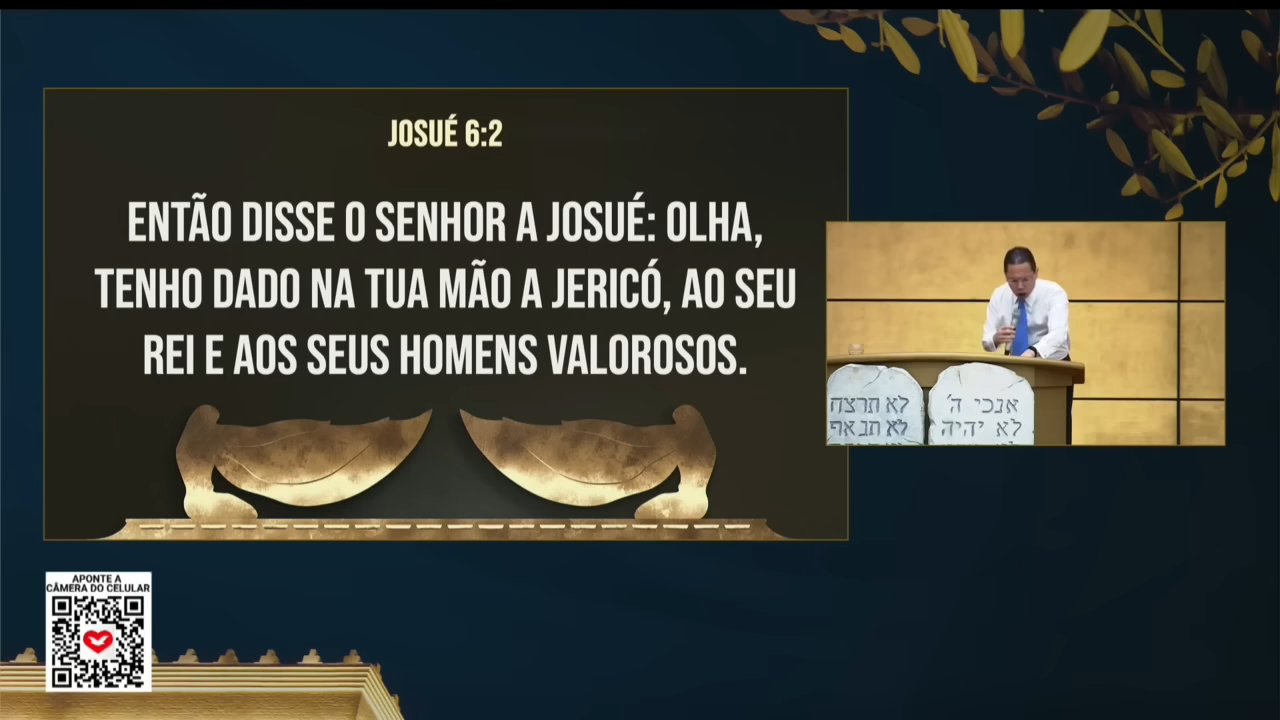 JOSUÉ 6:2
ENTÃO DISSE O SENHOR A JOSUÉ: OLHA,
TENHO DADO NA TUA MÃO A JERICÓ, AO SEU
REI E AOS SEUS HOMENS VALOROSOS.
אנכי ה׳
לא יהיה
לא תרצח
לא תנאף
APONTE A
CÂMERA DO CELULAR